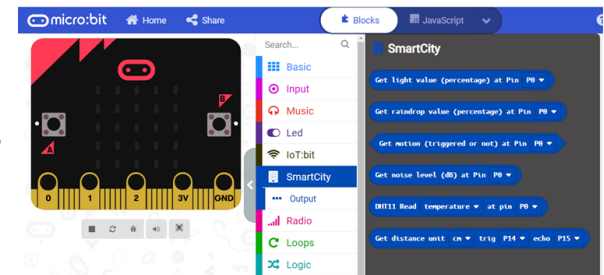 micro:bit Home Share Blocks JavaScript
Search...
Basic
Input
Music
Led
IoT:bit
SmartCity
Output
Radio
Loops
Logic
SmartCity
Get light value (percentage) at Pin P0
Get raindrop value (percentage) at Pin P0
Get motion (triggered or not) at Pin P0
Get noise level (dB) at Pin P0
DHT11 Read temperature at pin P0
Get distance unit cm trig P14 echo P15
A
B
0 1 2 3V GND